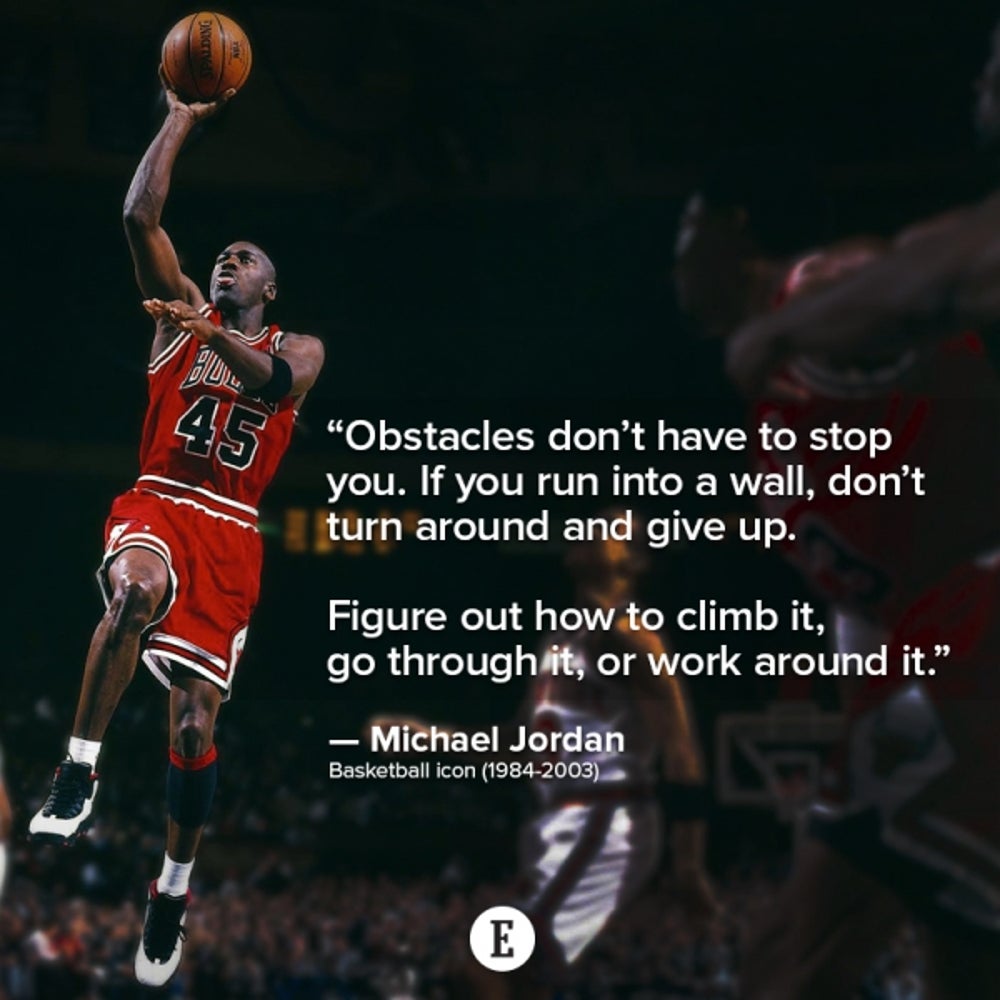 SPALDING
BULLS
45
“Obstacles don’t have to stop
you. If you run into a wall, don’t
turn around and give up.
Figure out how to climb it,
go through it, or work around it.”
— Michael Jordan
Basketball icon (1984-2003)
E